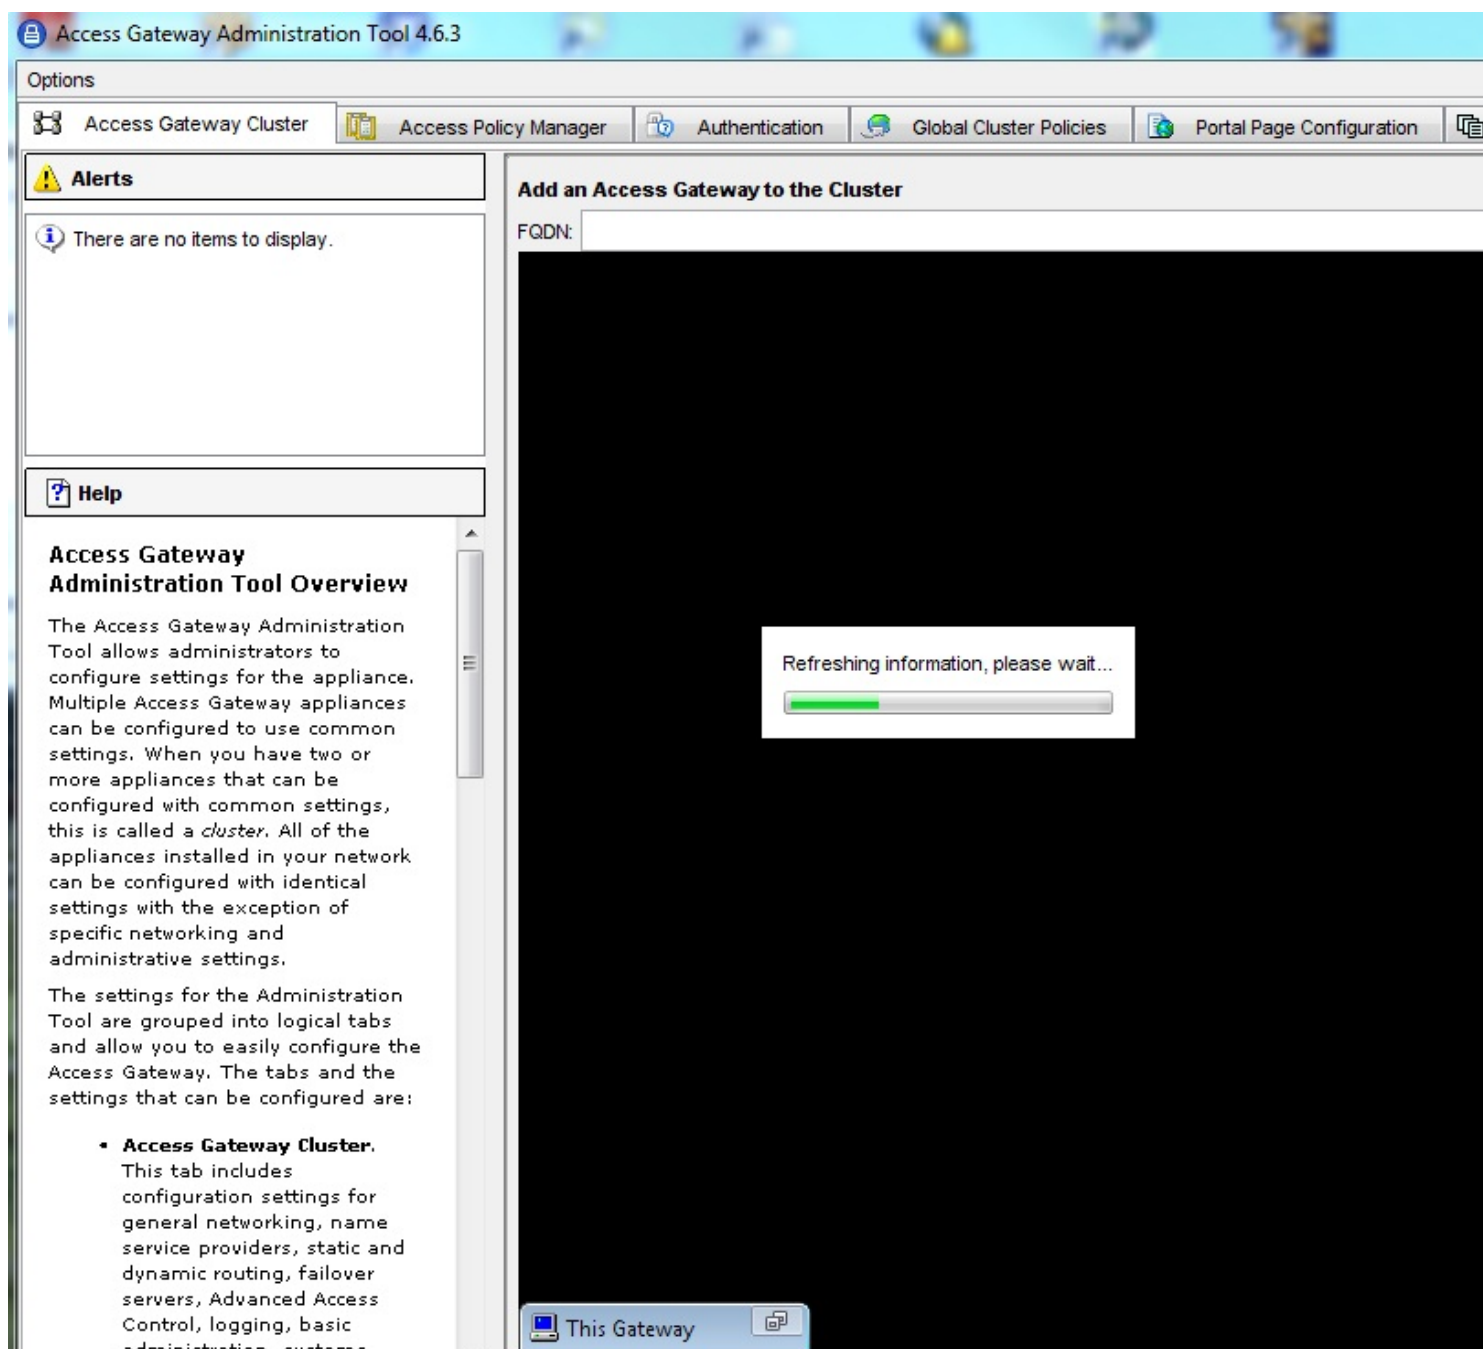 Access Gateway Administration Tool 4.6.3
Options
Access Gateway Cluster
Access Policy Manager
Authentication
Global Cluster Policies
Portal Page Configuration
Alerts
There are no items to display.
Help
Access Gateway
Administration Tool Overview
The Access Gateway Administration
Tool allows administrators to
configure settings for the appliance.
Multiple Access Gateway appliances
can be configured to use common
settings. When you have two or
more appliances that can be
configured with common settings,
this is called a cluster. All of the
appliances installed in your network
can be configured with identical
settings with the exception of
specific networking and
administrative settings.
The settings for the Administration
Tool are grouped into logical tabs
and allow you to easily configure the
Access Gateway. The tabs and the
settings that can be configured are:
• Access Gateway Cluster.
This tab includes
configuration settings for
general networking, name
service providers, static and
dynamic routing, failover
servers, Advanced Access
Control, logging, basic
Add an Access Gateway to the Cluster
FQDN:
Refreshing information, please wait...
This Gateway